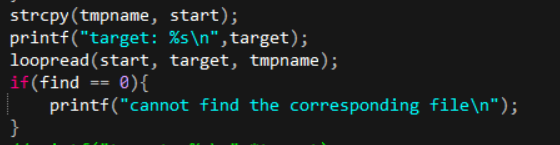 strcpy(tmpname, start);
printf("target: %s\n",target);
loopread(start, target, tmpname);
if(find == 0){
printf("cannot find the corresponding file\n");
}